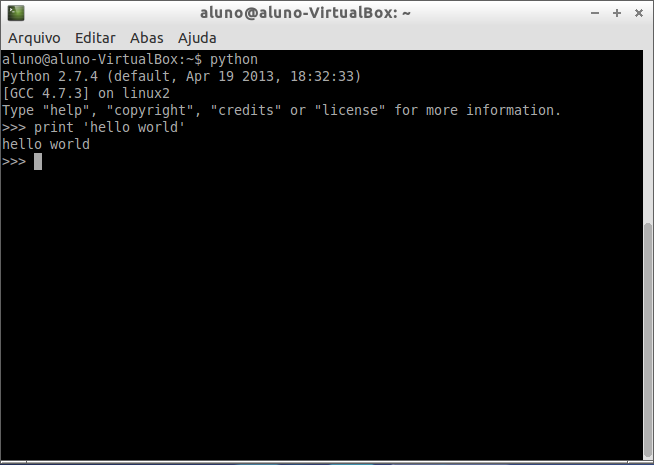 aluno@aluno-VirtualBox: ~
Arquivo Editar Abas Ajuda
aluno@aluno-VirtualBox:~$ python
Python 2.7.4 (default, Apr 19 2013, 18:32:33)
[GCC 4.7.3] on linux2
Type "help", "copyright", "credits" or "license" for more information.
>>> print 'hello world'
hello world
>>>